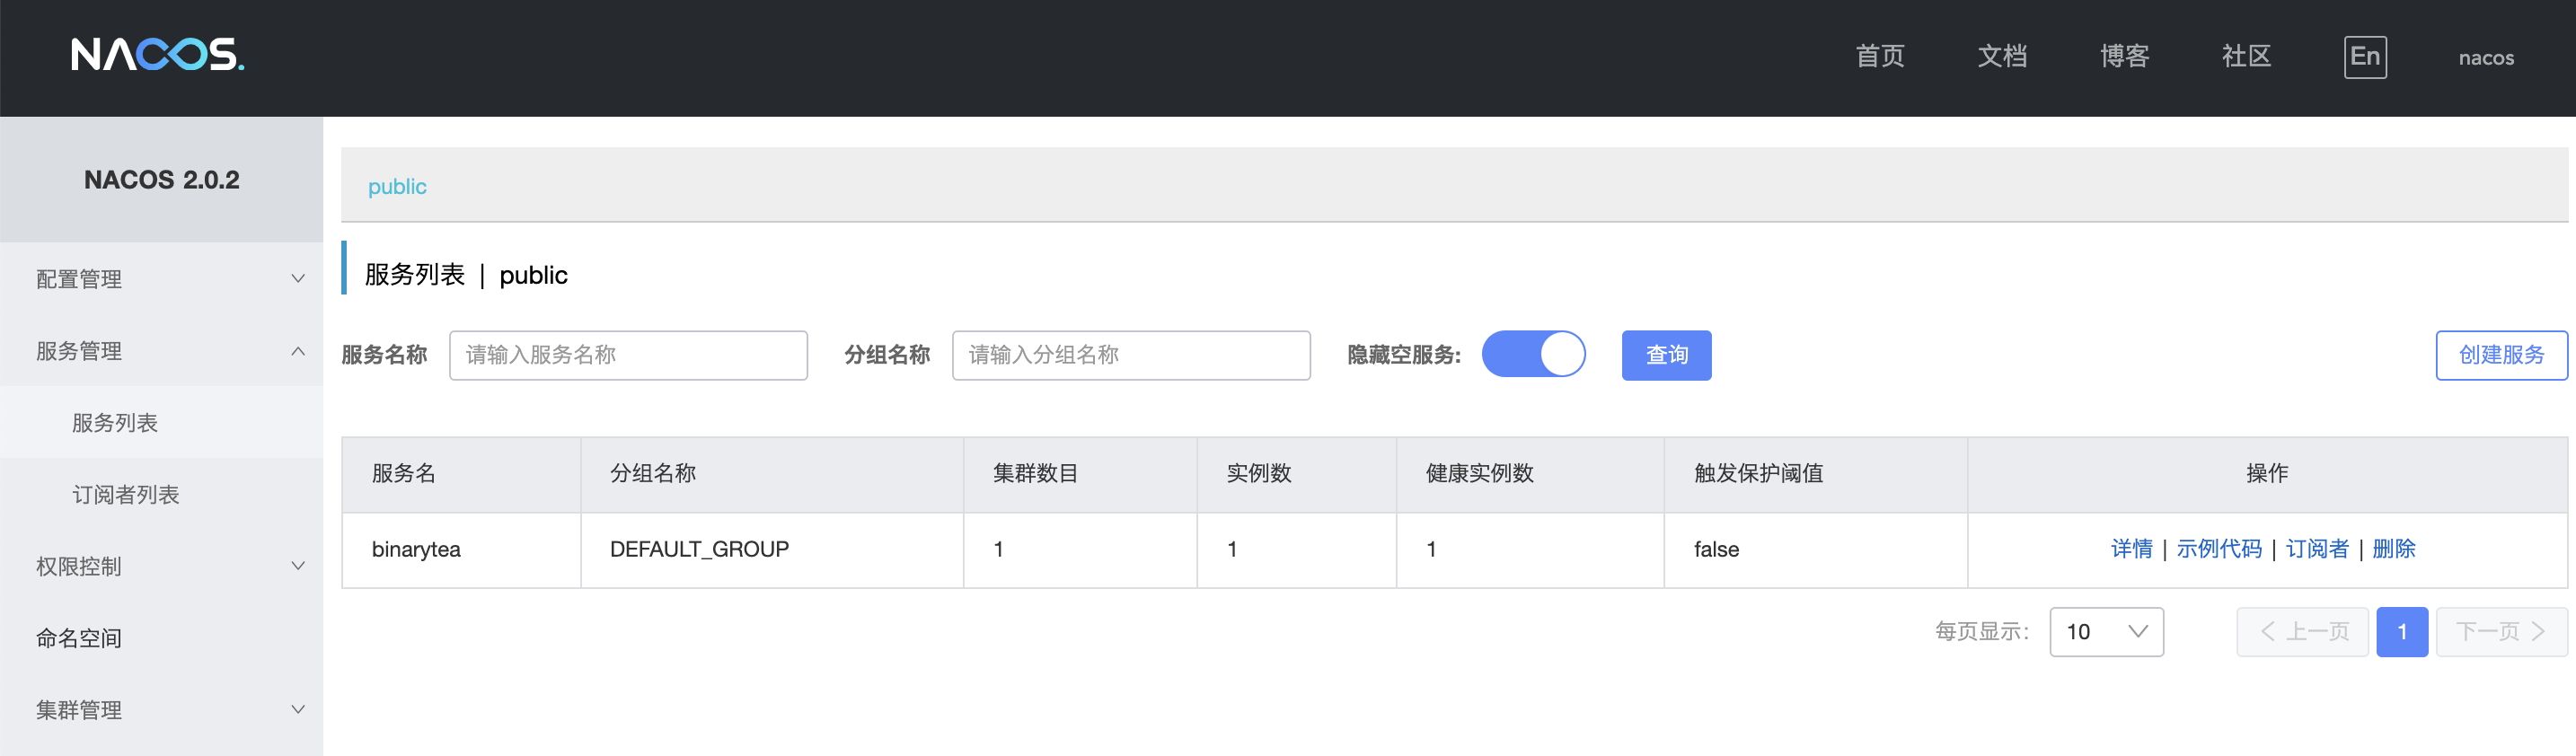 NACOS. 首页 文档 博客 社区 En nacos
NACOS 2.0.2
配置管理
服务管理
服务列表
订阅者列表
权限控制
命名空间
集群管理
public
服务列表 | public
服务名称 请输入服务名称 分组名称 请输入分组名称 隐藏空服务: 查询 创建服务
服务名 分组名称 集群数目 实例数 健康实例数 触发保护阈值 操作
binarytea DEFAULT_GROUP 1 1 1 false 详情 | 示例代码 | 订阅者 | 删除
每页显示: 10 上一页 1 下一页